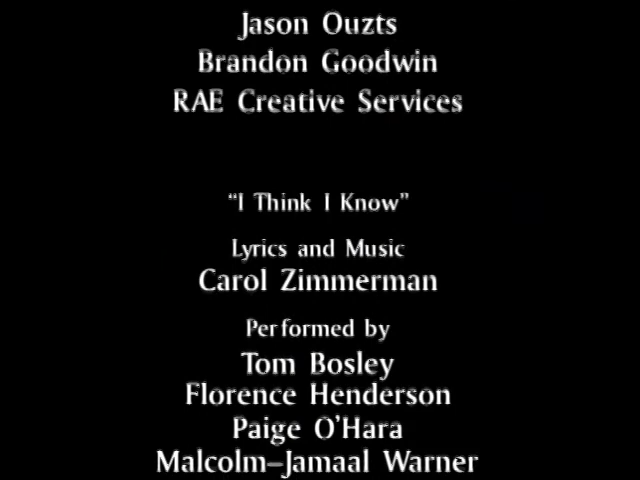 Jason Ouzts
Brandon Goodwin
RAE Creative Services
“I Think I Know”
Lyrics and Music
Carol Zimmerman
Performed by
Tom Bosley
Florence Henderson
Paige O’Hara
Malcolm–Jamaal Warner